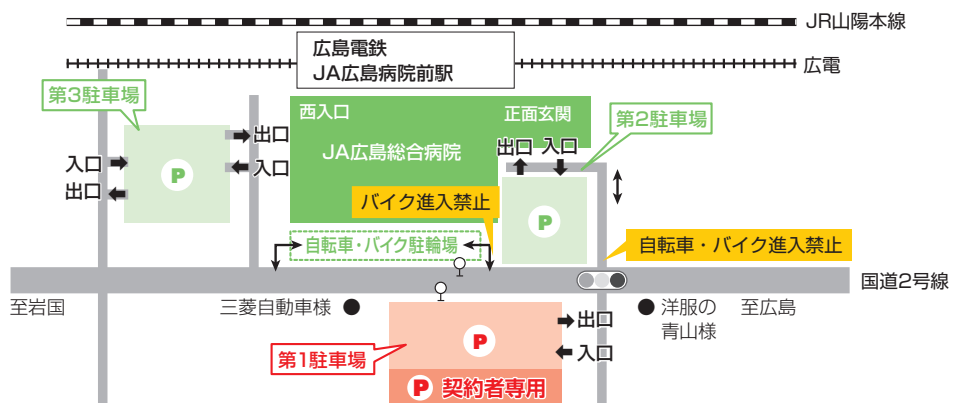 JR山陽本線
広島電鉄
JA広島病院前駅
広電
第3駐車場
西入口
正面玄関
第2駐車場
出口
入口
JA広島総合病院
出口
入口
入口
出口
P
P
バイク進入禁止
自転車・バイク駐輪場
自転車・バイク進入禁止
国道2号線
至岩国
三菱自動車様
洋服の
青山様
至広島
第1駐車場
P
出口
入口
P 契約者専用